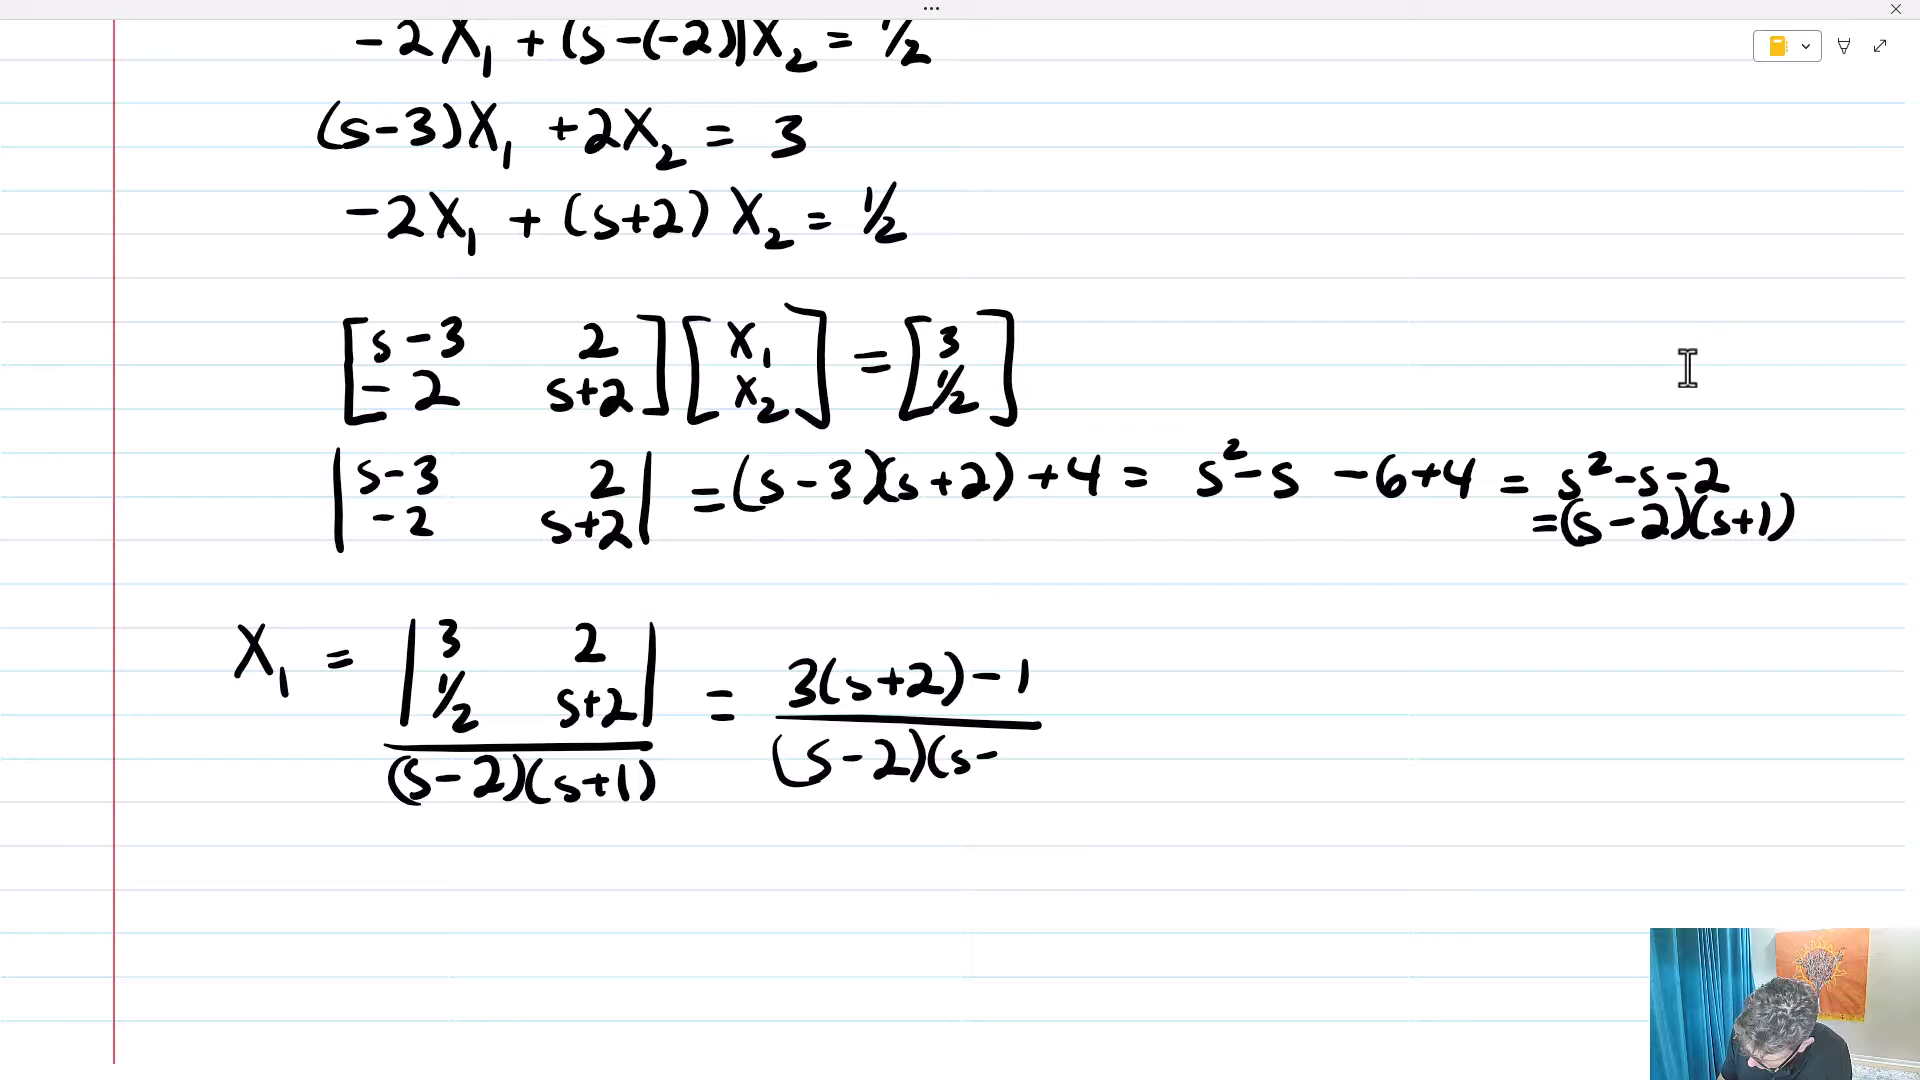 -2X₁ + (s-(-2))X₂ = 1/2
(s-3)X₁ + 2X₂ = 3
-2X₁ + (s+2) X₂ = 1/2
[s-3 2] [X₁] = [3]
[-2 s+2] [X₂] [1/2]
|s-3 2| = (s-3)(s+2) + 4 = s² - s - 6 + 4 = s² - s - 2
|-2 s+2| = (s-2)(s+1)
X₁ = |3 2| = 3(s+2) - 1
|1/2 s+2|
(s-2)(s+1) (s-2)(s-